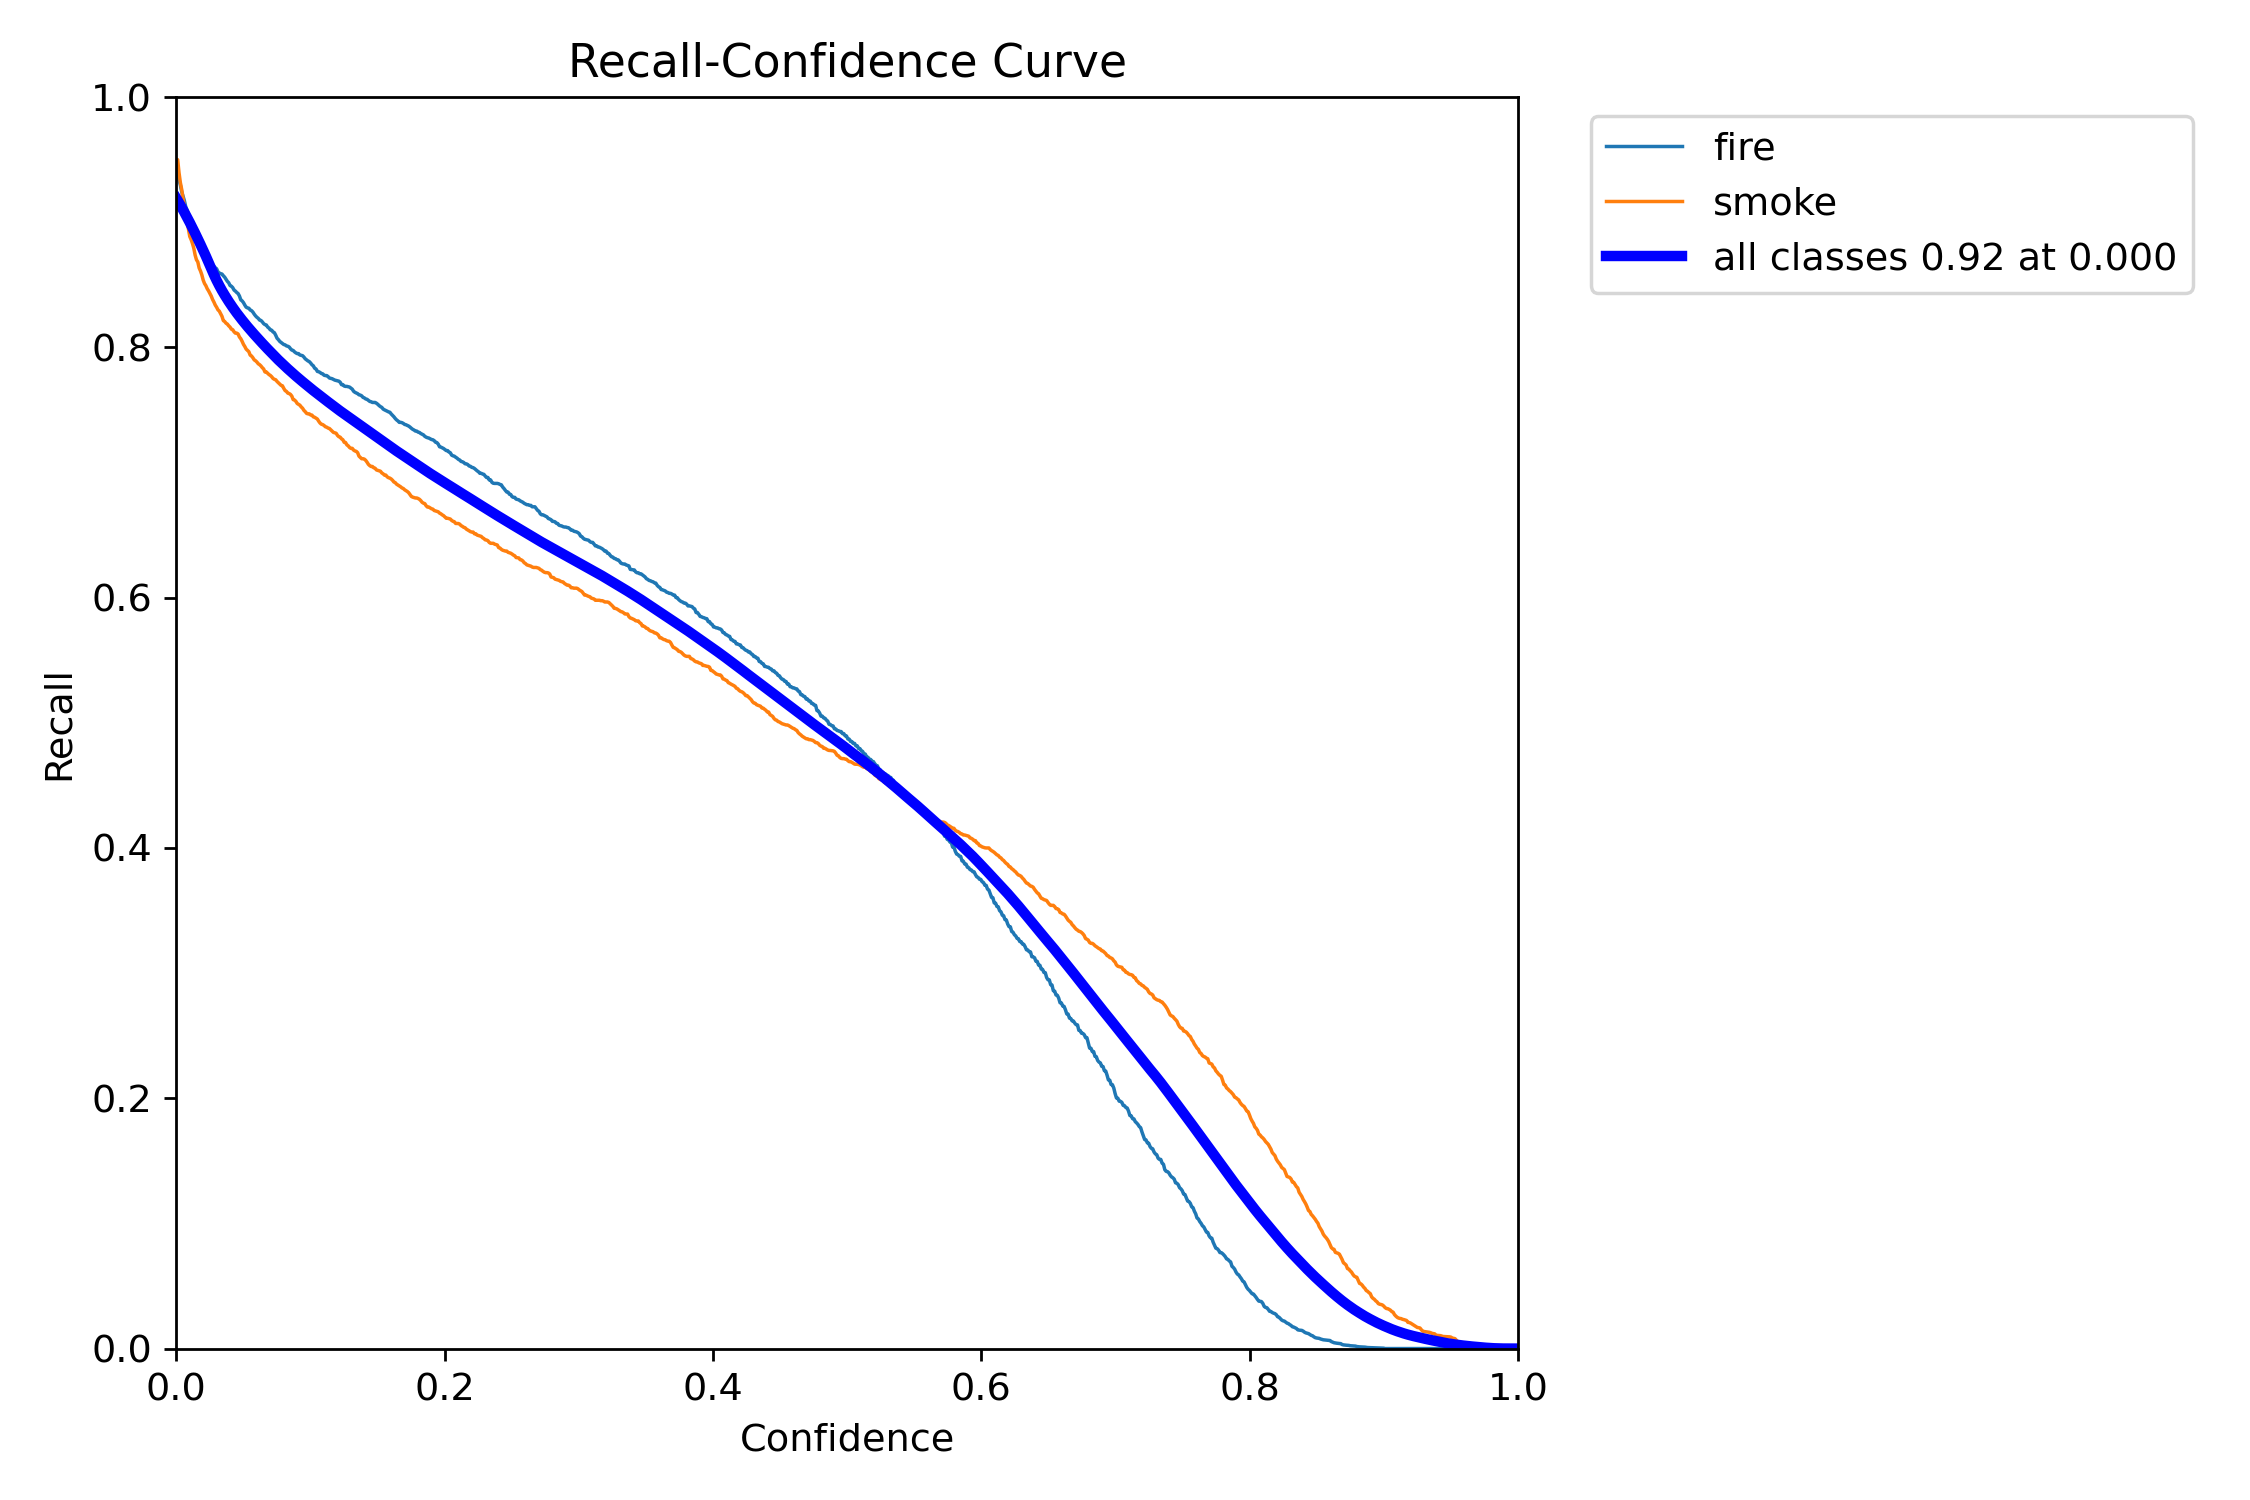 Recall-Confidence Curve
1.0
0.8
0.6
0.4
0.2
0.0
Recall
0.0 0.2 0.4 0.6 0.8 1.0
Confidence
fire
smoke
all classes 0.92 at 0.000